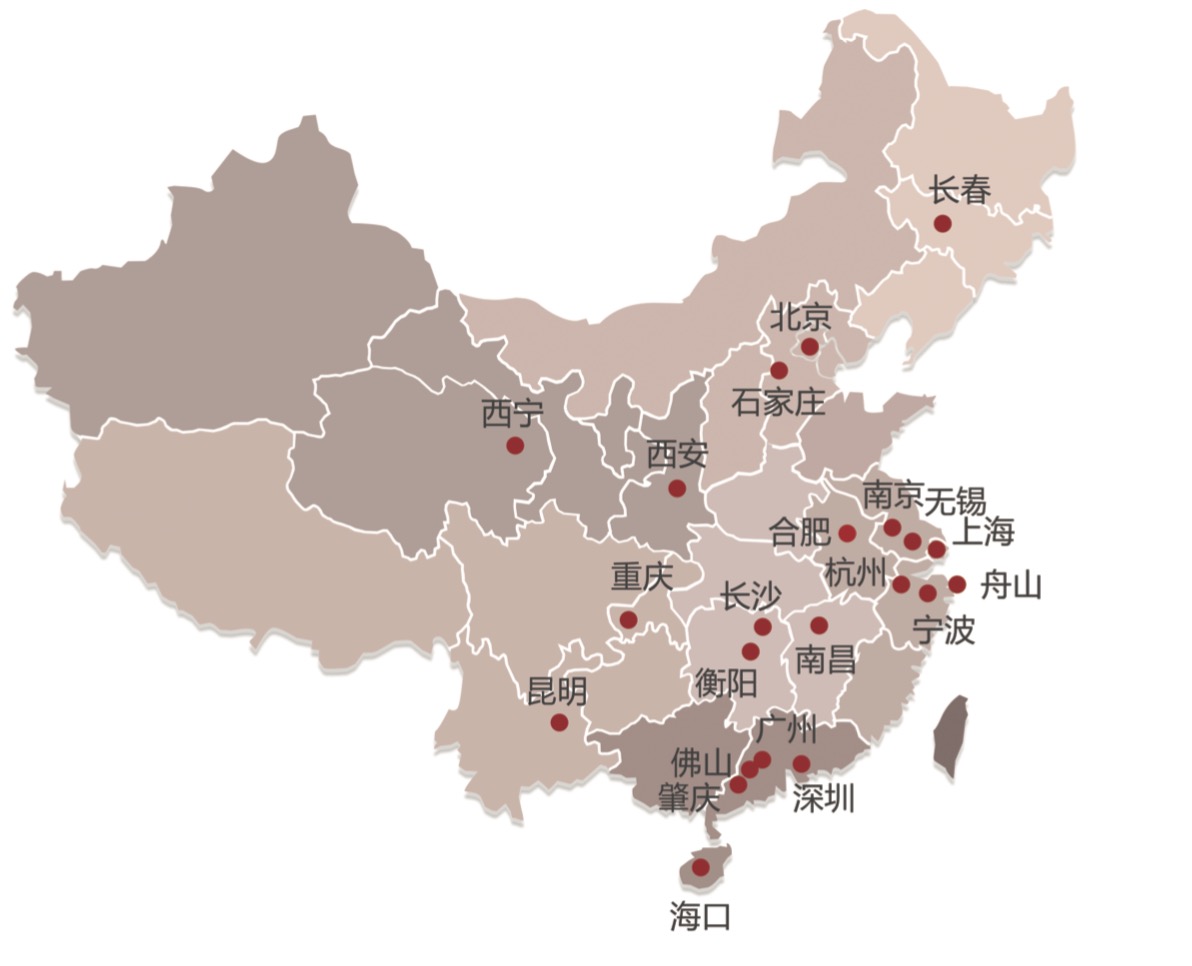 长春
北京
石家庄
西宁
西安
南京
无锡
合肥
上海
杭州
舟山
重庆
长沙
宁波
南昌
衡阳
昆明
广州
佛山
肇庆
深圳
海口